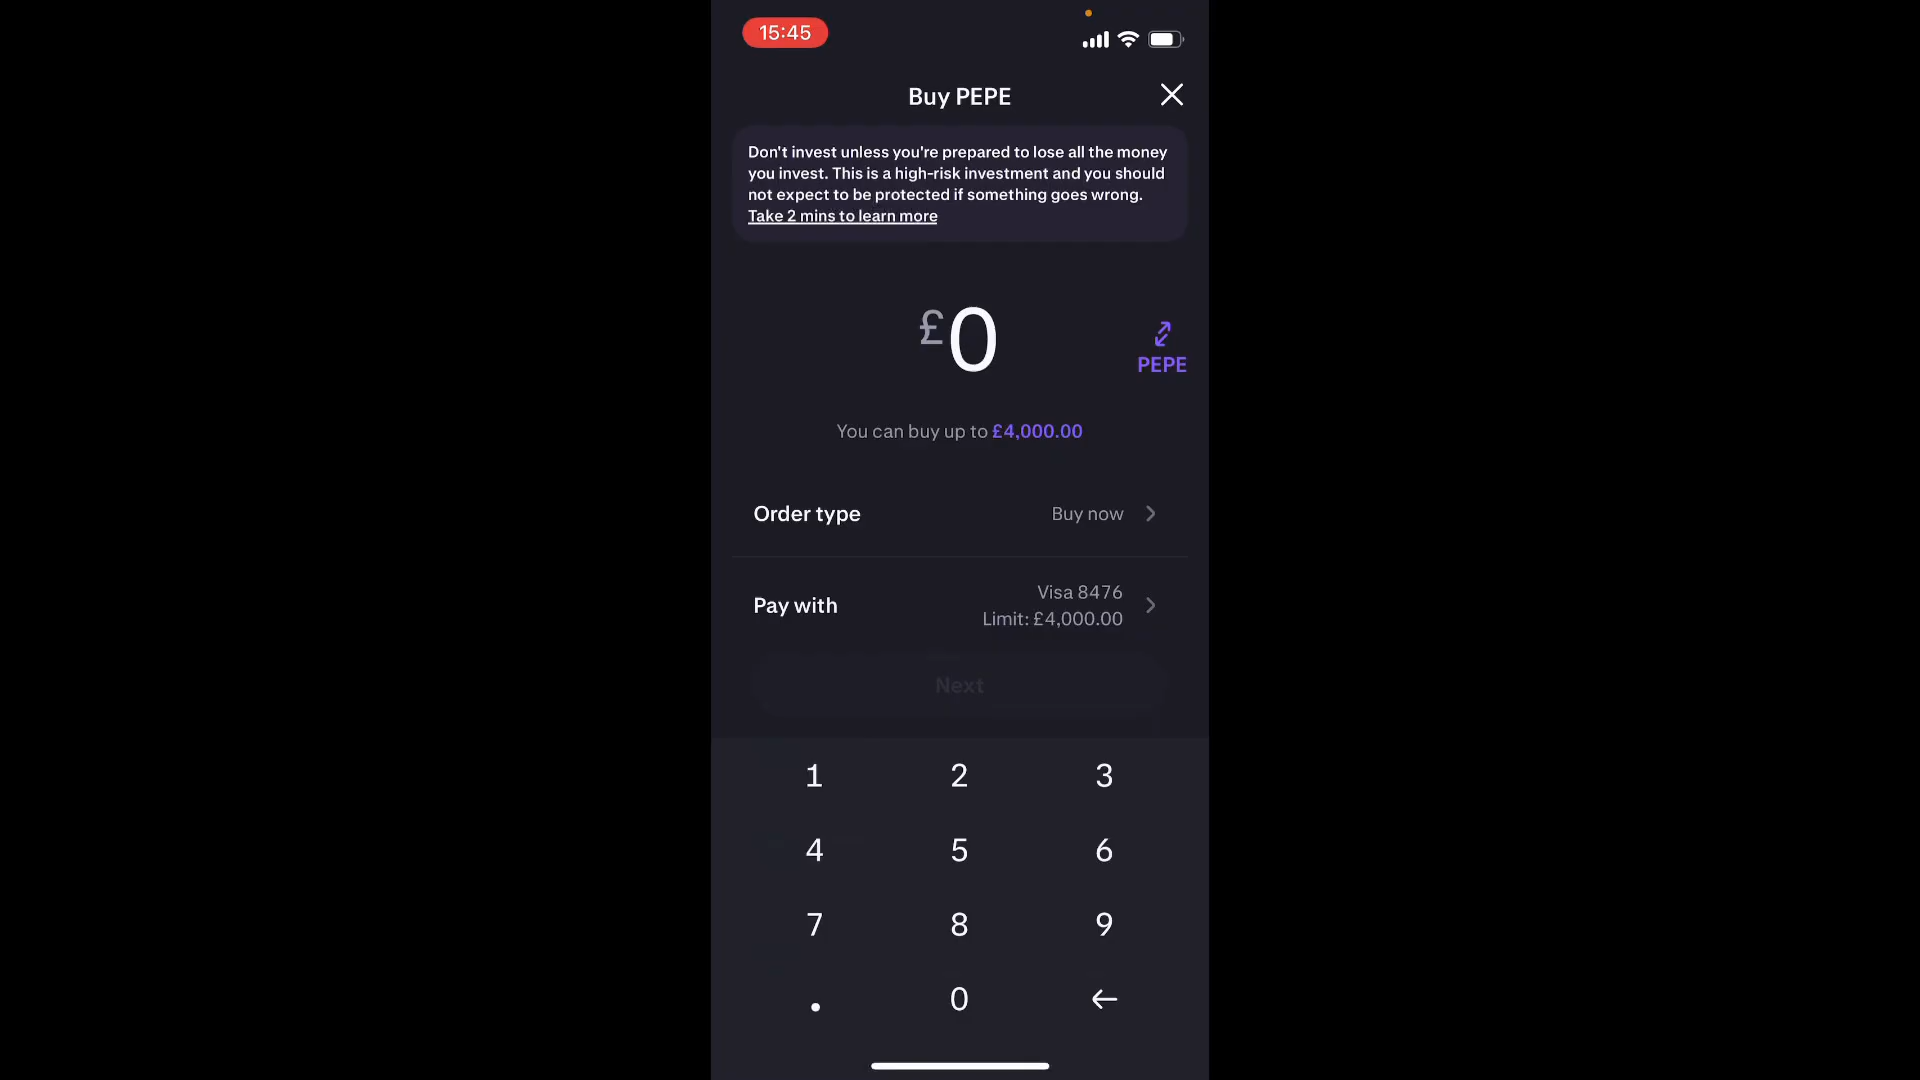 15:45
Buy PEPE
Don't invest unless you're prepared to lose all the money
you invest. This is a high-risk investment and you should
not expect to be protected if something goes wrong.
Take 2 mins to learn more
£0
PEPE
You can buy up to £4,000.00
Order type Buy now
Pay with Visa 8476
Limit: £4,000.00
Next
1 2 3
4 5 6
7 8 9
. 0